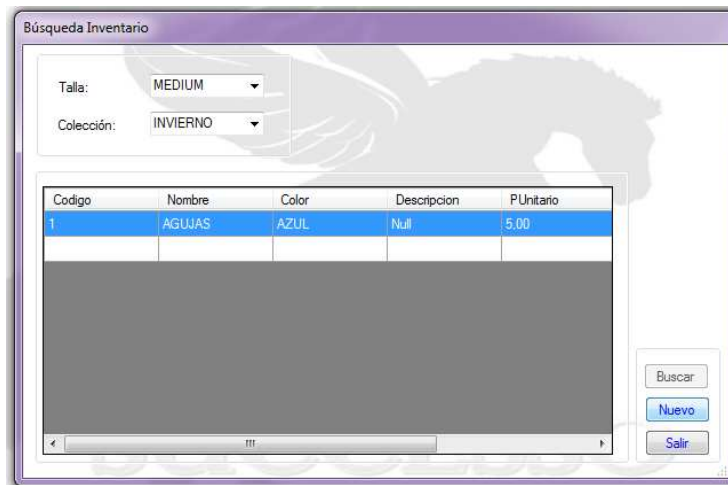 Búsqueda Inventario
Talla: MEDIUM
Colección: INVIERNO
Codigo Nombre Color Descripcion PUnitario
1 AGUJAS AZUL Null 5,00
Buscar
Nuevo
Salir